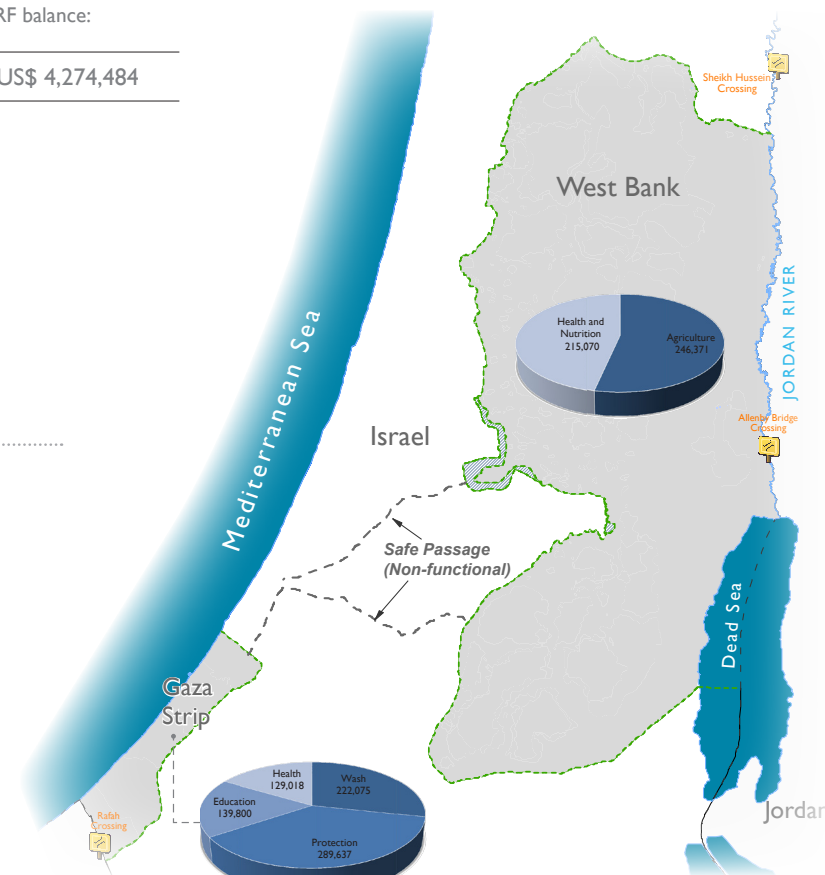 RF balance:
US$ 4,274,484
Sheikh Hussein
Crossing
West Bank
JORDAN RIVER
Health and
Nutrition
215,070
Agriculture
246,371
Mediterranean Sea
Allenby Bridge
Crossing
Israel
Safe Passage
(Non-functional)
Dead Sea
Gaza
Strip
Health
129,018
Wash
222,075
Education
139,800
Protection
289,637
Rafah
Crossing
Jordan